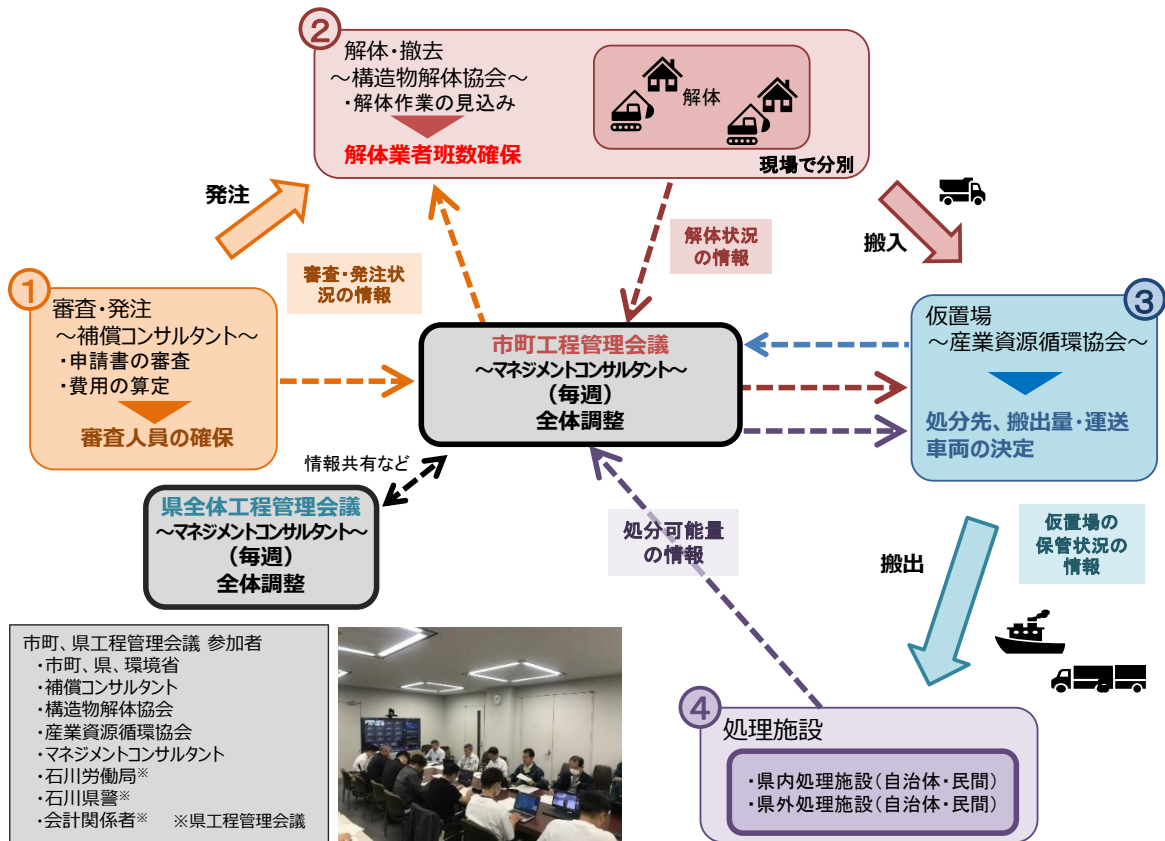 ②
解体・撤去
~構造物解体協会~
・解体作業の見込み
解体業者班数確保
解体
現場で分別
発注
搬入
審査・発注状
況の情報
解体状況
の情報
①
審査・発注
~補償コンサルタント~
・申請書の審査
・費用の算定
審査人員の確保
市町工程管理会議
~マネジメントコンサルタント~
(毎週)
全体調整
③
仮置場
~産業資源循環協会~
処分先、搬出量・運送
車両の決定
情報共有など
県全体工程管理会議
~マネジメントコンサルタント~
(毎週)
全体調整
処分可能量
の情報
搬出
仮置場の
保管状況の
情報
市町、県工程管理会議 参加者
・市町、県、環境省
・補償コンサルタント
・構造物解体協会
・産業資源循環協会
・マネジメントコンサルタント
・石川労働局※
・石川県警※
・会計関係者※ ※県工程管理会議
④
処理施設
・県内処理施設(自治体・民間)
・県外処理施設(自治体・民間)